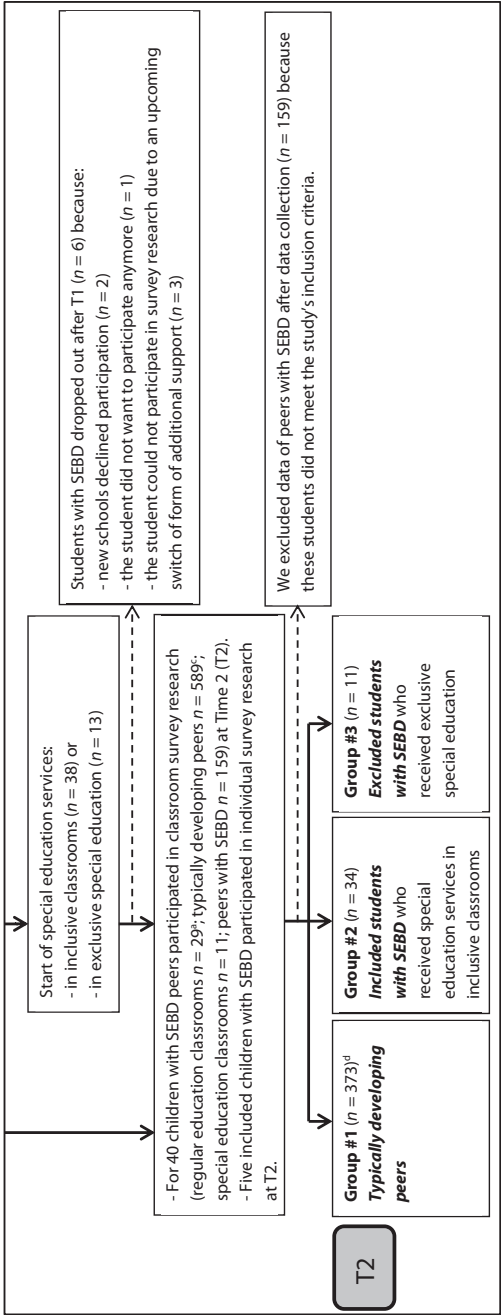 Start of special education services:
- in inclusive classrooms (n = 38) or
- in exclusive special education (n = 13)
Students with SEBD dropped out after T1 (n = 6) because:
- new schools declined participation (n = 2)
- the student did not want to participate anymore (n = 1)
- the student could not participate in survey research due to an upcoming
switch of form of additional support (n = 3)
- For 40 children with SEBD peers participated in classroom survey research
(regular education classrooms n = 29ᵃ; typically developing peers n = 589ᶜ;
special education classrooms n = 11; peers with SEBD n = 159) at Time 2 (T2).
- Five included children with SEBD participated in individual survey research
at T2.
We excluded data of peers with SEBD after data collection (n = 159) because
these students did not meet the study’s inclusion criteria.
T2
Group #1 (n = 373)ᵈ
Typically developing
peers
Group #2 (n = 34)
Included students
with SEBD who
received special
education services in
inclusive classrooms
Group #3 (n = 11)
Excluded students
with SEBD who
received exclusive
special education